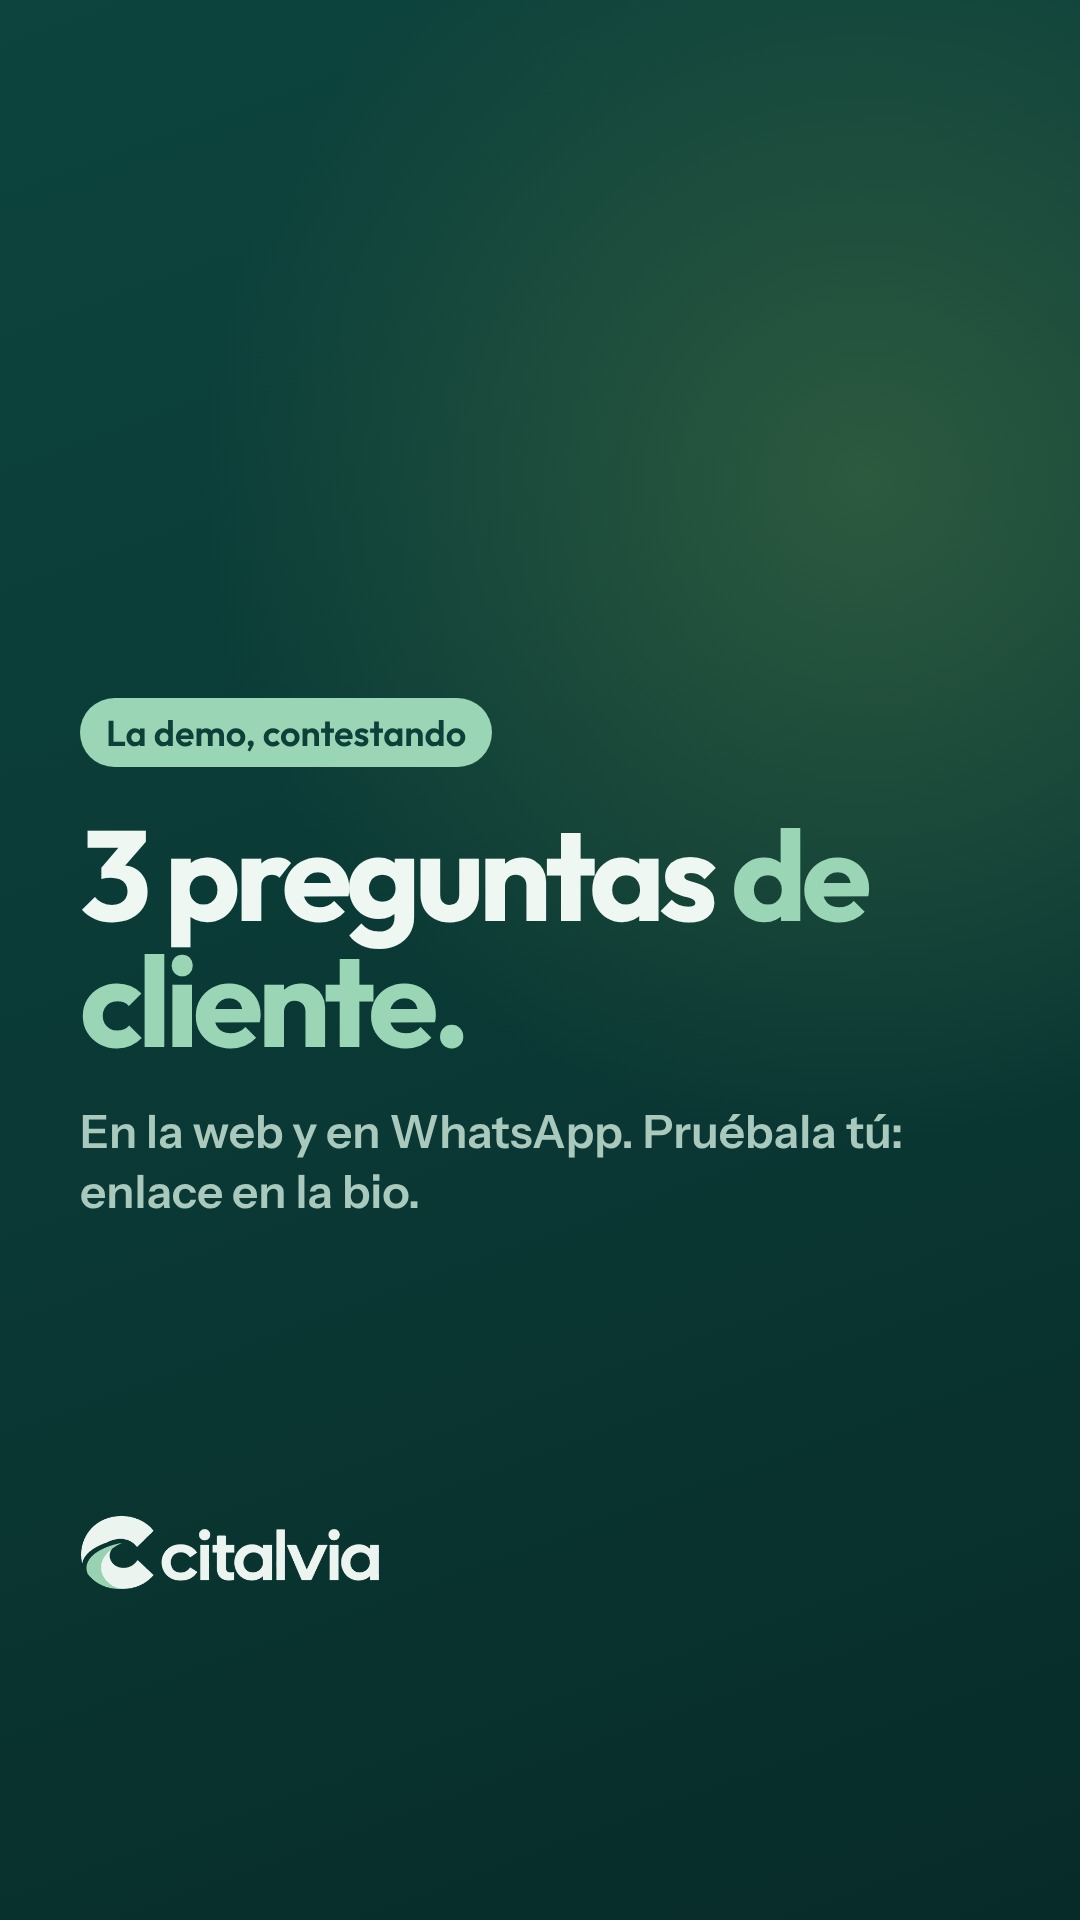 La demo, contestando
3 preguntas de
cliente.
En la web y en WhatsApp. Pruébala tú:
enlace en la bio.
citalvia